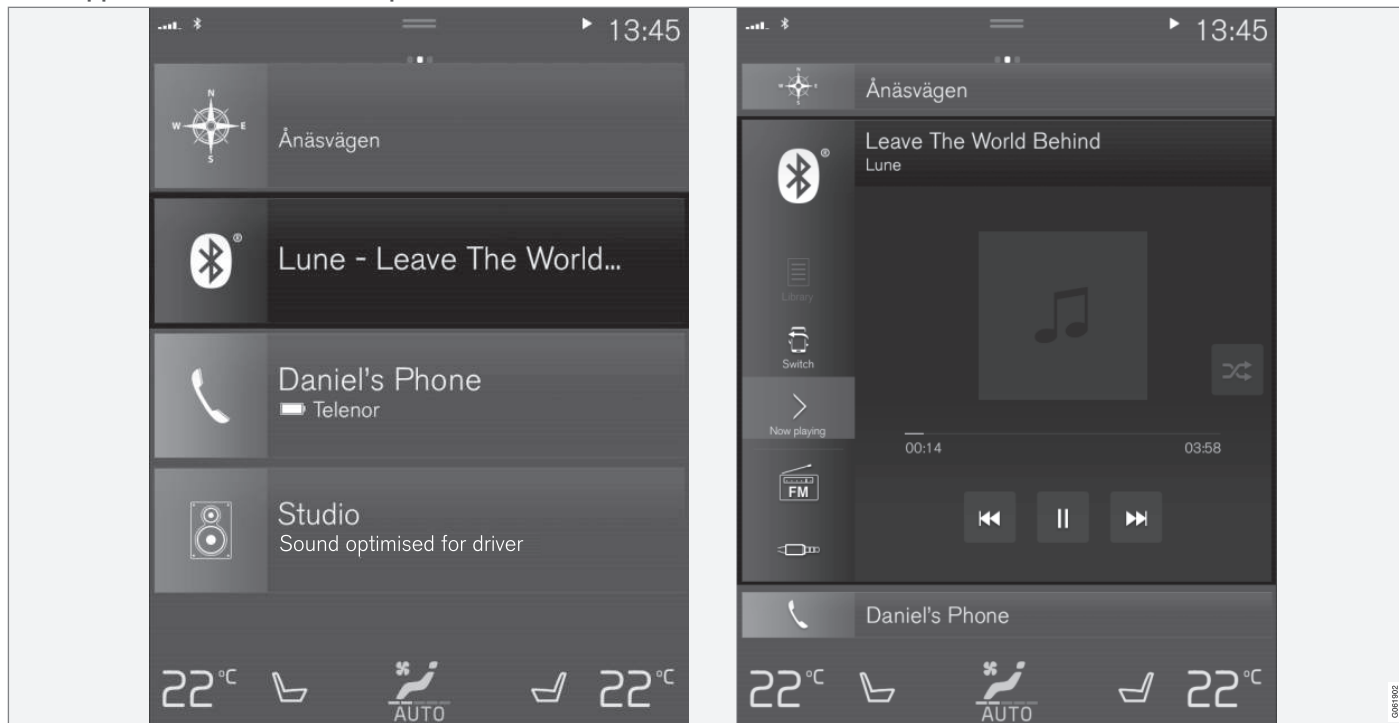 13:45
N
W
E
S
Ånäsvägen
®
Lune - Leave The World...
Daniel's Phone
Telenor
Studio
Sound optimised for driver
22°C
AUTO
22°C
13:45
N
W
E
S
Ånäsvägen
®
Leave The World Behind
Lune
Library
Switch
Now playing
00:14
03:58
FM
Daniel's Phone
22°C
AUTO
22°C
G061902